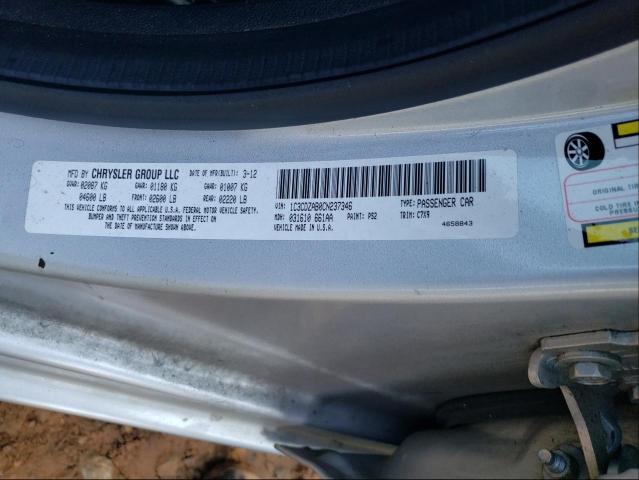 MFD BY CHRYSLER GROUP LLC DATE OF MFR(BUILT): 3-12
GVWR: 02087 KG GAWR: 01180 KG GAWR: 01007 KG
04600 LB FRONT: 02600 LB REAR: 02220 LB
THIS VEHICLE CONFORMS TO ALL APPLICABLE U.S.A. FEDERAL MOTOR VEHICLE SAFETY,
BUMPER AND THEFT PREVENTION STANDARDS IN EFFECT ON
THE DATE OF MANUFACTURE SHOWN ABOVE.
VIN: 1C3CDZAB0CN237346 TYPE: PASSENGER CAR
MDH: 031610 661AA PAINT: PS2 TRIM: C7X9
VEHICLE MADE IN U.S.A. 4658843
ORIGINAL TIRE
COLD TIRE
PRESSURE